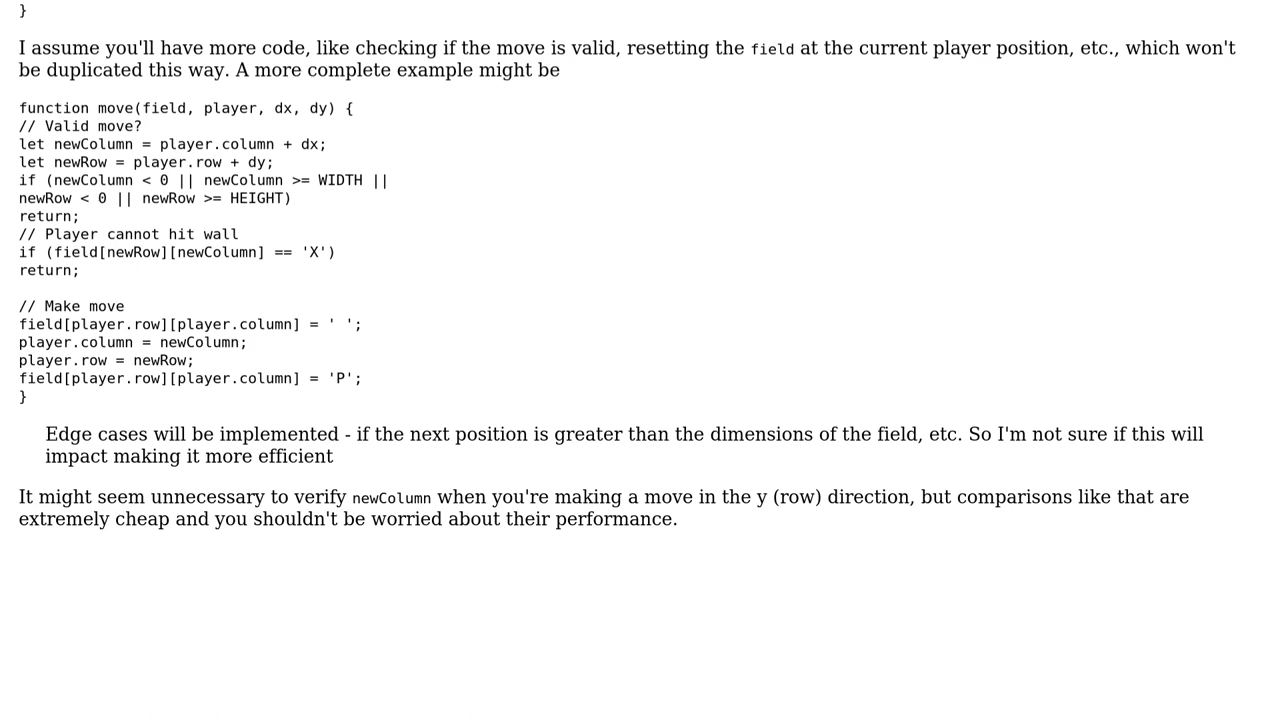 }
I assume you'll have more code, like checking if the move is valid, resetting the field at the current player position, etc., which won't
be duplicated this way. A more complete example might be
function move(field, player, dx, dy) {
// Valid move?
let newColumn = player.column + dx;
let newRow = player.row + dy;
if (newColumn < 0 || newColumn >= WIDTH ||
newRow < 0 || newRow >= HEIGHT)
return;
// Player cannot hit wall
if (field[newRow][newColumn] == 'X')
return;
// Make move
field[player.row][player.column] = ' ';
player.column = newColumn;
player.row = newRow;
field[player.row][player.column] = 'P';
}
Edge cases will be implemented - if the next position is greater than the dimensions of the field, etc. So I'm not sure if this will
impact making it more efficient
It might seem unnecessary to verify newColumn when you're making a move in the y (row) direction, but comparisons like that are
extremely cheap and you shouldn't be worried about their performance.